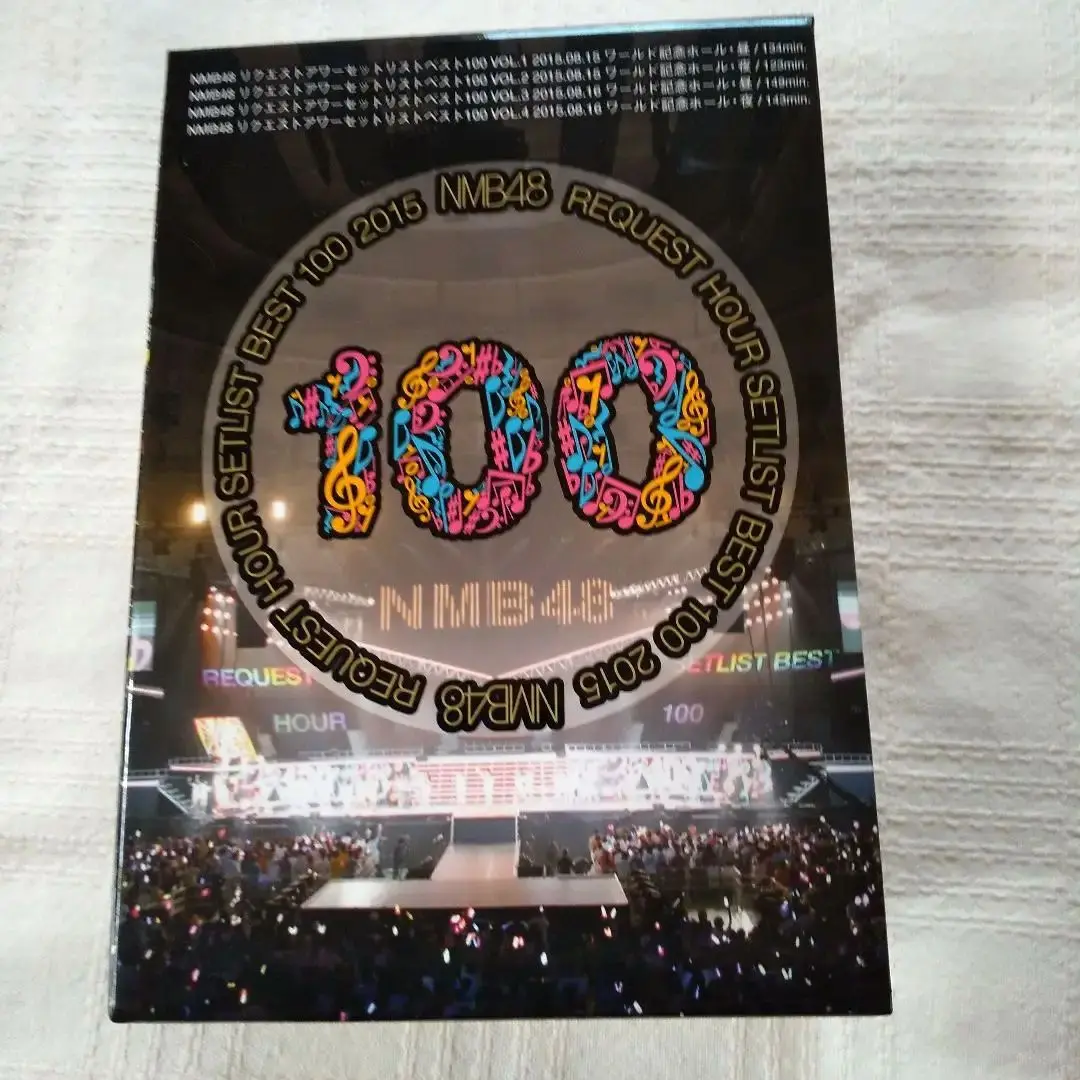 NMB48 リクエストアワーセットリストベスト100 VOL.1 2015.08.15 ワールド記念ホール・昼 / 134min.
NMB48 リクエストアワーセットリストベスト100 VOL.2 2015.08.15 ワールド記念ホール・夜 / 123min.
NMB48 リクエストアワーセットリストベスト100 VOL.3 2015.08.16 ワールド記念ホール・昼 / 149min.
NMB48 リクエストアワーセットリストベスト100 VOL.4 2015.08.16 ワールド記念ホール・夜 / 143min.
NMB48 REQUEST HOUR SETLIST BEST 100 2015
NMB48 REQUEST HOUR SETLIST BEST 100 2015
100
NMB48
REQUEST
HOUR
SETLIST BEST
100